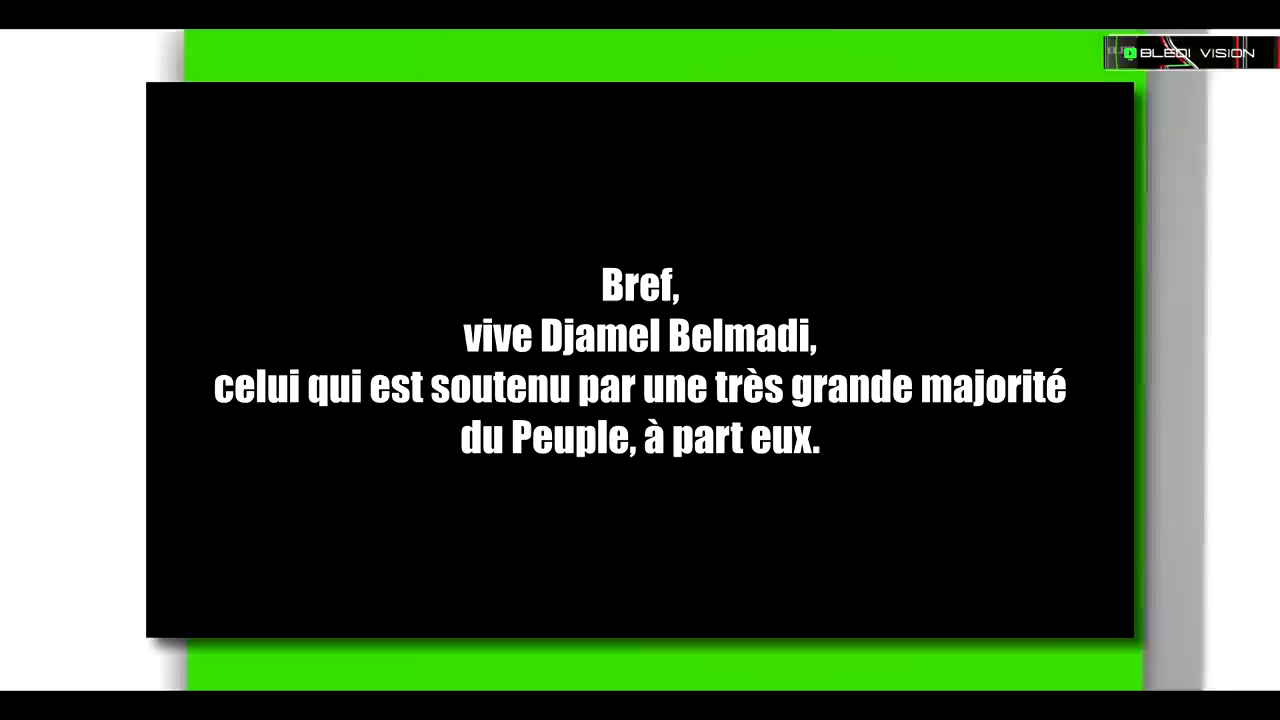 BLEDI VISION
Bref,
vive Djamel Belmadi,
celui qui est soutenu par une très grande majorité
du Peuple, à part eux.